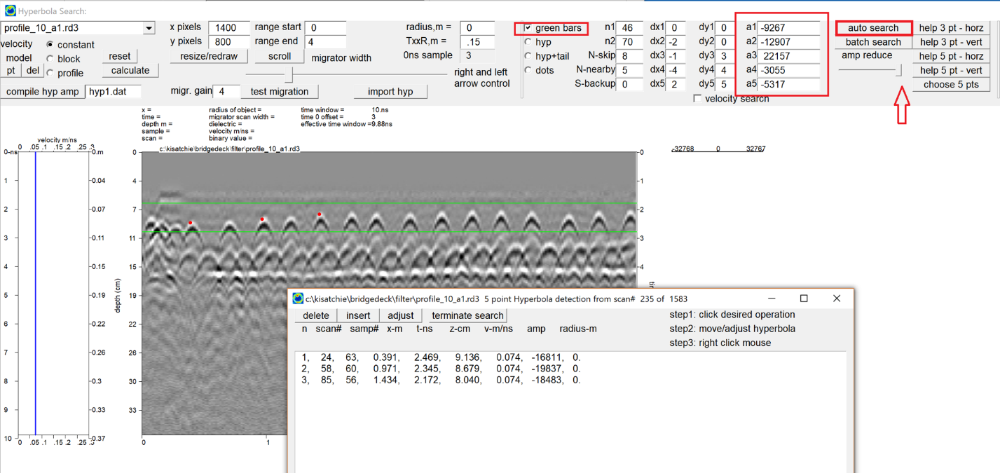 Hyperbola Search:
profile_10_a1.rd3
x pixels 1400 range start 0 radius,m = 0 green bars n1 46 dx1 0 dy1 0 a1 -9267 auto search help 3 pt - horz
velocity constant y pixels 800 range end 4 TxxR,m = .15 hyp n2 70 dx2 -2 dy2 0 a2 -12907 batch search help 3 pt - vert
model block reset resize/redraw scroll migrator width 0ns sample 3 hyp+tail N-skip 8 dx3 -1 dy3 3 a3 22157 amp reduce help 5 pt - horz
pt del profile calculate right and left dots N-nearby 5 dx4 -4 dy4 4 a4 -3055 help 5 pt - vert
arrow control S-backup 0 dx5 2 dy5 5 a5 -5317 choose 5 pts
compile hyp amp hyp1.dat migr. gain 4 test migration import hyp velocity search
x = radius of object = time window = 10.ns
time = migrator scan width = time 0 offset = 3
depth m = dielectric = effective time window =9.88ns
sample = velocity m/ns =
scan = binary value =
velocity m/ns
0 .05 .1 .15 .2 .25 .3
c:\kisatchie\bridgedeck\filter\profile_10_a1.rd3
-32768 0 32767
0-ns 0.m 0 0
1 0.04 4 1
2 0.07 7 2
3 0.11 11 3
4 0.15 15 4
5 0.19 19
6 0.22 22
7 0.26 26
8 0.3 30
9 0.33 33
10 0.37
0 .05 .1 .15 .2 .25 .3
depth (cm)
0 1
c:\kisatchie\bridgedeck\filter\profile_10_a1.rd3 5 point Hyperbola detection from scan# 235 of 1583
delete insert adjust terminate search step1: click desired operation
n scan# samp# x-m t-ns z-cm v-m/ns amp radius-m step2: move/adjust hyperbola
step3: right click mouse
1, 24, 63, 0.391, 2.469, 9.136, 0.074, -16811, 0.
2, 58, 60, 0.971, 2.345, 8.679, 0.074, -19837, 0.
3, 85, 56, 1.434, 2.172, 8.040, 0.074, -18483, 0.